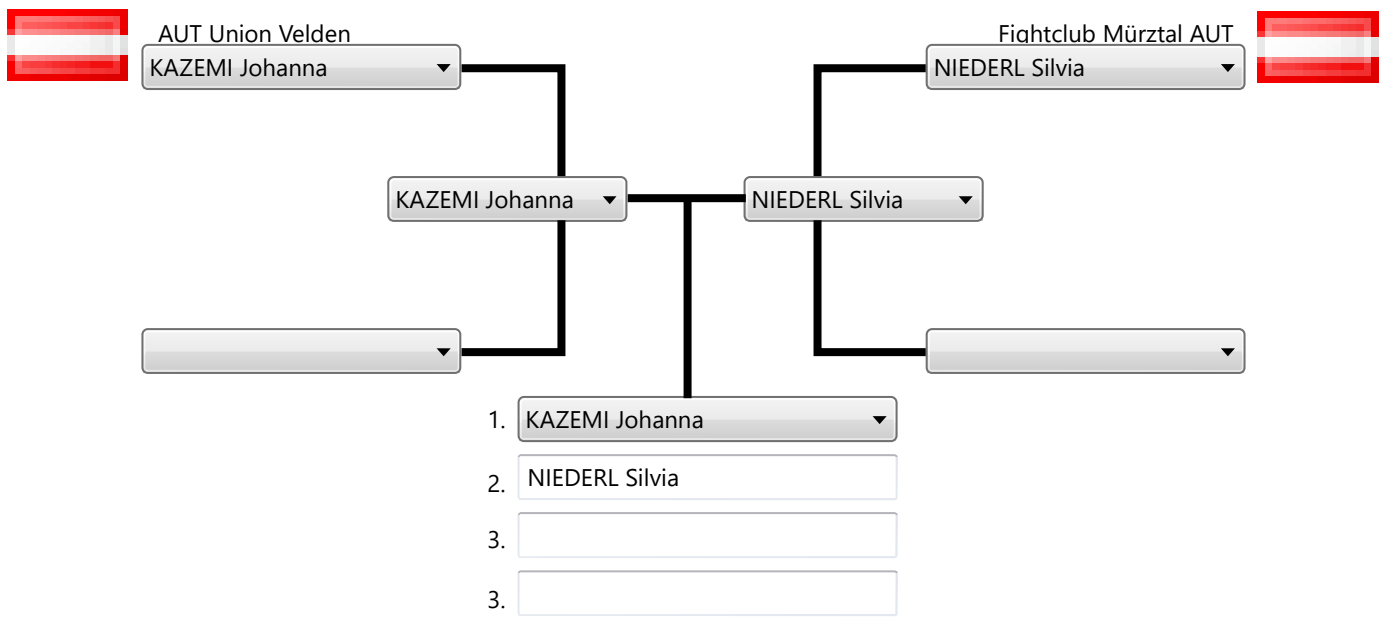 AUT Union Velden
Fightclub Mürztal AUT
KAZEMI Johanna
NIEDERL Silvia
KAZEMI Johanna
NIEDERL Silvia
1. KAZEMI Johanna
2. NIEDERL Silvia
3.
3.